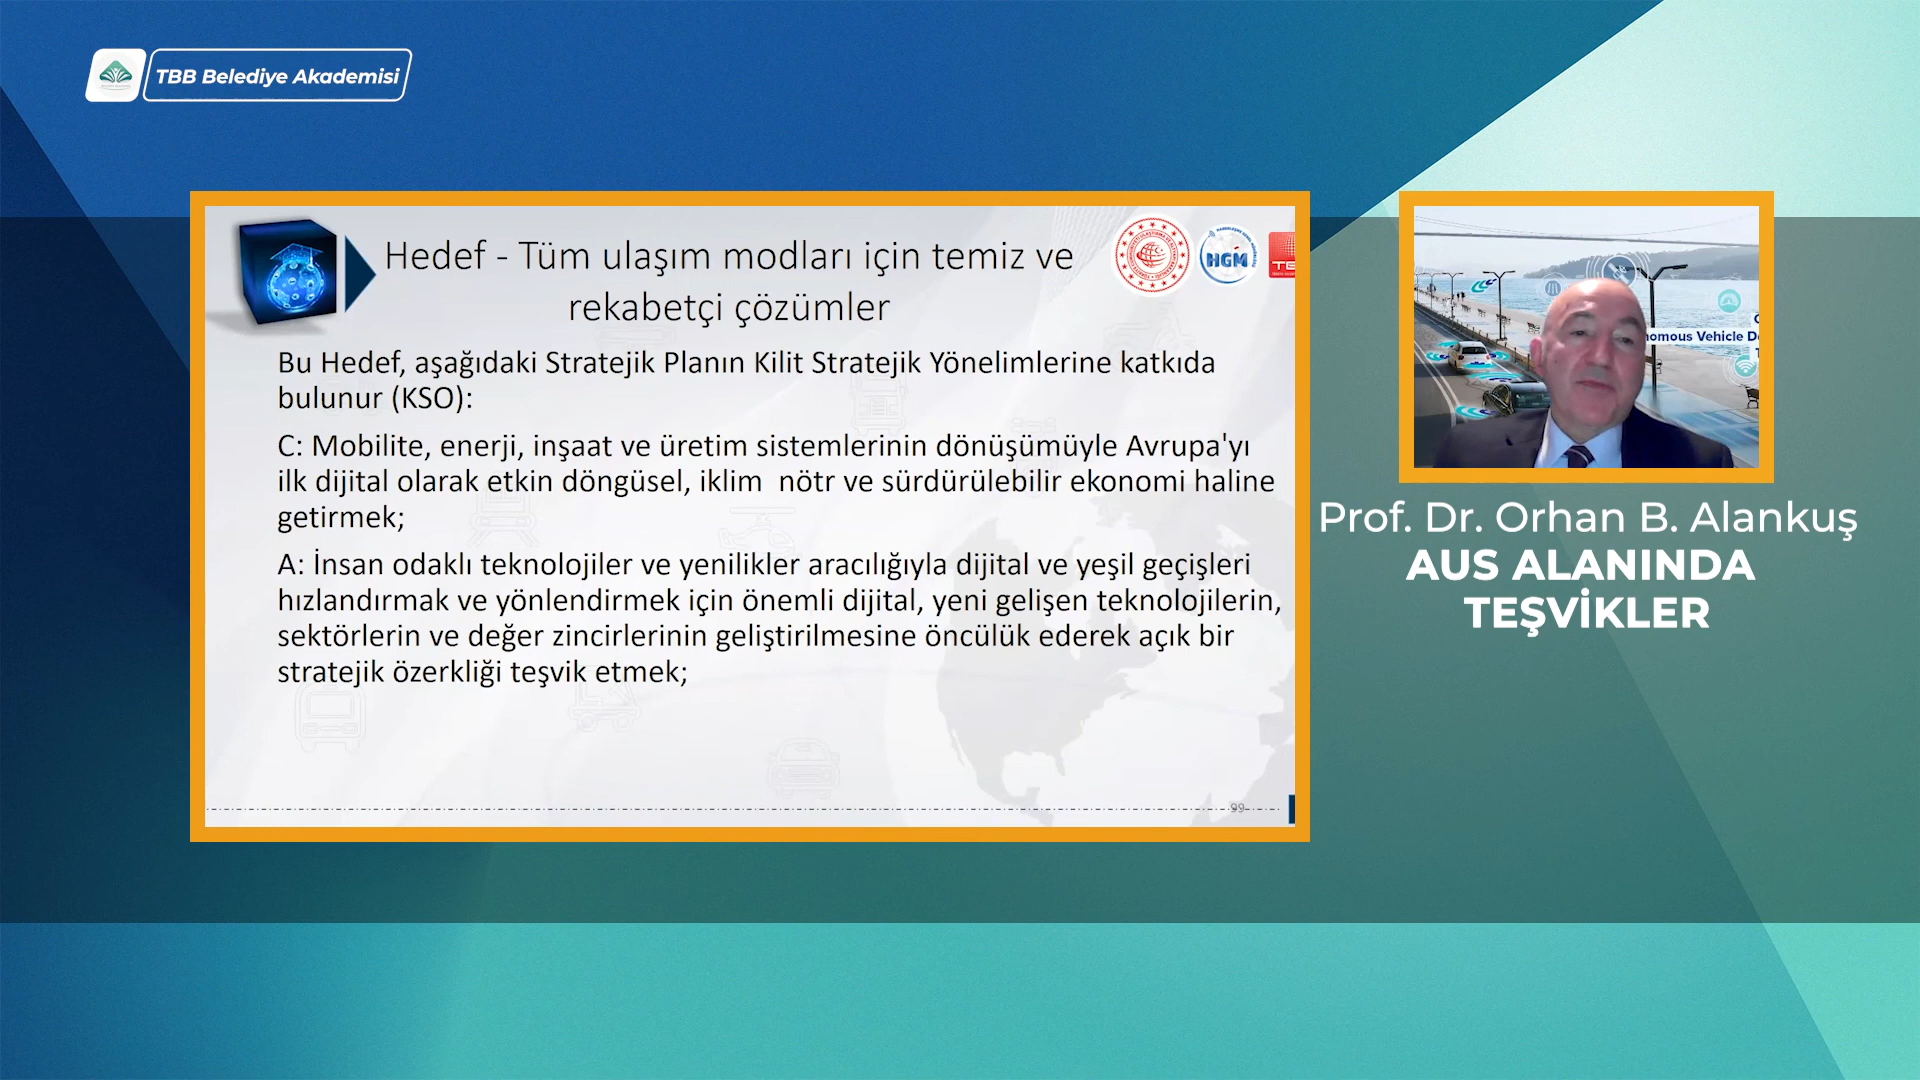 TBB Belediye Akademisi
Hedef - Tüm ulaşım modları için temiz ve
rekabetçi çözümler
HGM
Bu Hedef, aşağıdaki Stratejik Planın Kilit Stratejik Yönelimlerine katkıda
bulunur (KSO):
C: Mobilite, enerji, inşaat ve üretim sistemlerinin dönüşümüyle Avrupa'yı
ilk dijital olarak etkin döngüsel, iklim nötr ve sürdürülebilir ekonomi haline
getirmek;
A: İnsan odaklı teknolojiler ve yenilikler aracılığıyla dijital ve yeşil geçişleri
hızlandırmak ve yönlendirmek için önemli dijital, yeni gelişen teknolojilerin,
sektörlerin ve değer zincirlerinin geliştirilmesine öncülük ederek açık bir
stratejik özerkliği teşvik etmek;
99
Vehicle
Prof. Dr. Orhan B. Alankuş
AUS ALANINDA
TEŞVİKLER